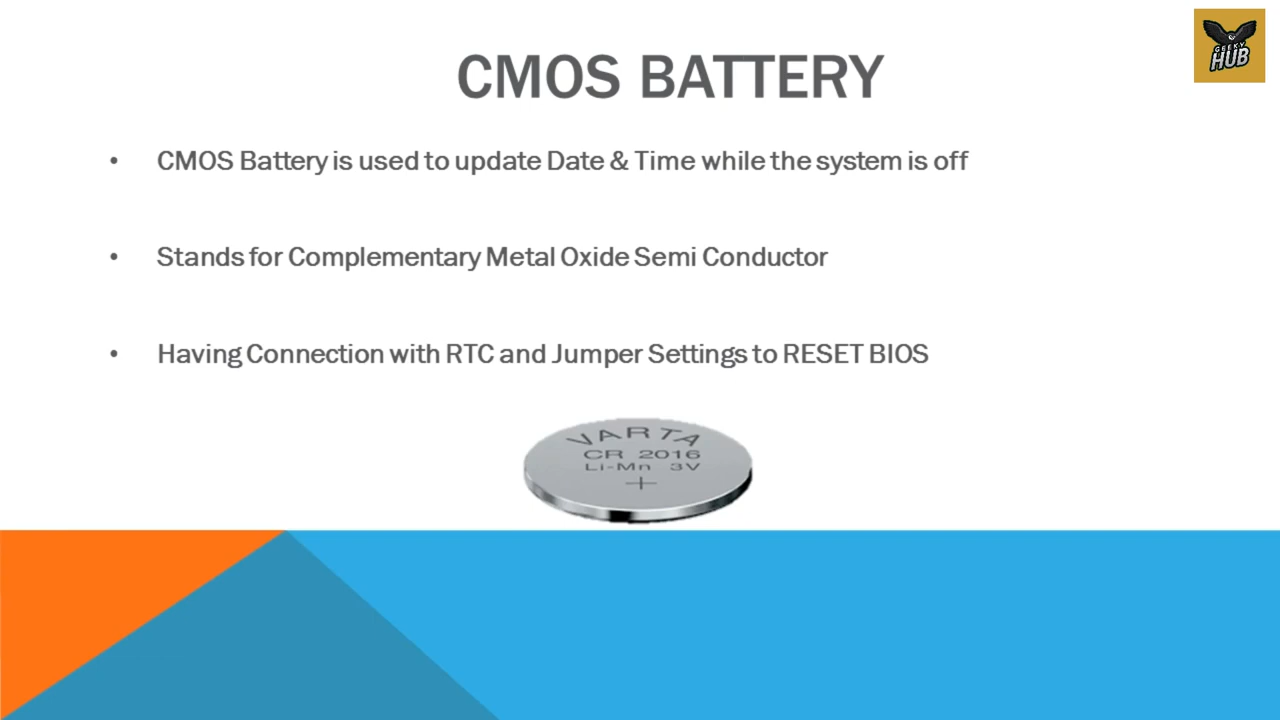 GEEKY
HUB
CMOS BATTERY
• CMOS Battery is used to update Date & Time while the system is off
• Stands for Complementary Metal Oxide Semi Conductor
• Having Connection with RTC and Jumper Settings to RESET BIOS
VARTA
CR 2016
Li-Mn 3V
+